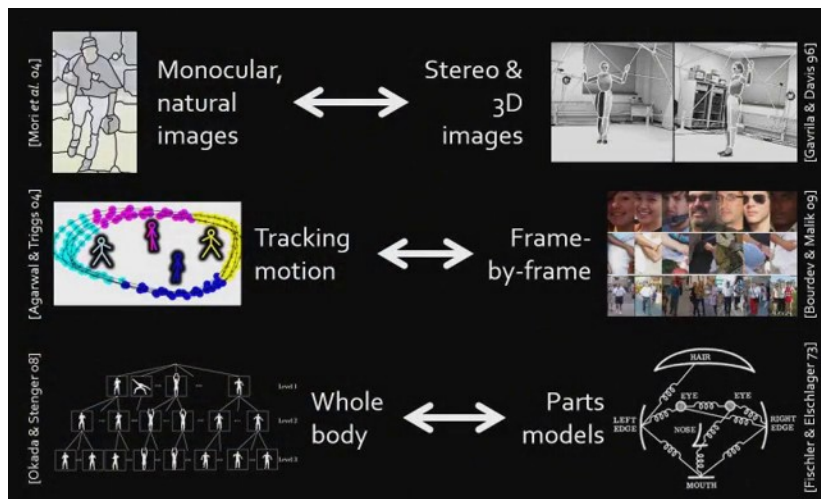 [Mori et al. 04]
Monocular,
natural
images
Stereo &
3D
images
[Gavrila & Davis 96]
[Agarwal & Triggs 04]
Tracking
motion
Frame-
by-frame
[Bourdev & Malik 09]
[Okada & Stenger 08]
Level 1
Level 2
Level 3
Whole
body
Parts
models
HAIR
EYE
EYE
LEFT
EDGE
RIGHT
EDGE
NOSE
MOUTH
[Fischler & Elschlager 73]